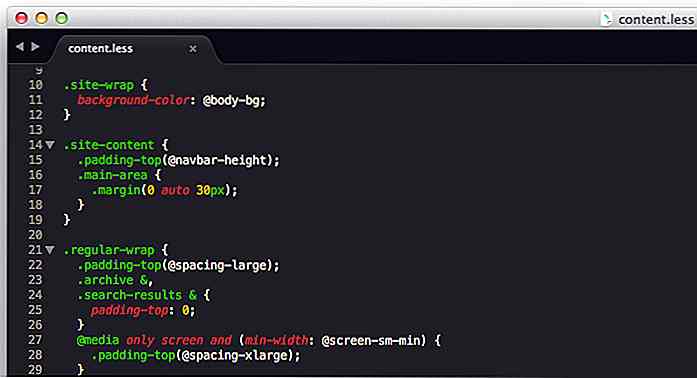 content.less
content.less ×
9
10 .site-wrap {
11   background-color: @body-bg;
12 }
13
14 .site-content {
15   .padding-top(@navbar-height);
16   .main-area {
17     .margin(0 auto 30px);
18   }
19 }
20
21 .regular-wrap {
22   .padding-top(@spacing-large);
23   .archive &,
24   .search-results & {
25     padding-top: 0;
26   }
27   @media only screen and (min-width: @screen-sm-min) {
28     .padding-top(@spacing-xlarge);
29   }